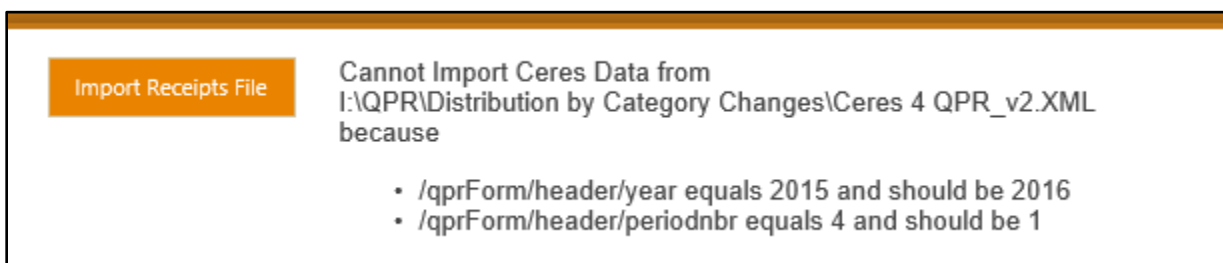 Import Receipts File
Cannot Import Ceres Data from
I:\QPR\Distribution by Category Changes\Ceres 4 QPR_v2.XML
because
• /qprForm/header/year equals 2015 and should be 2016
• /qprForm/header/periodnbr equals 4 and should be 1